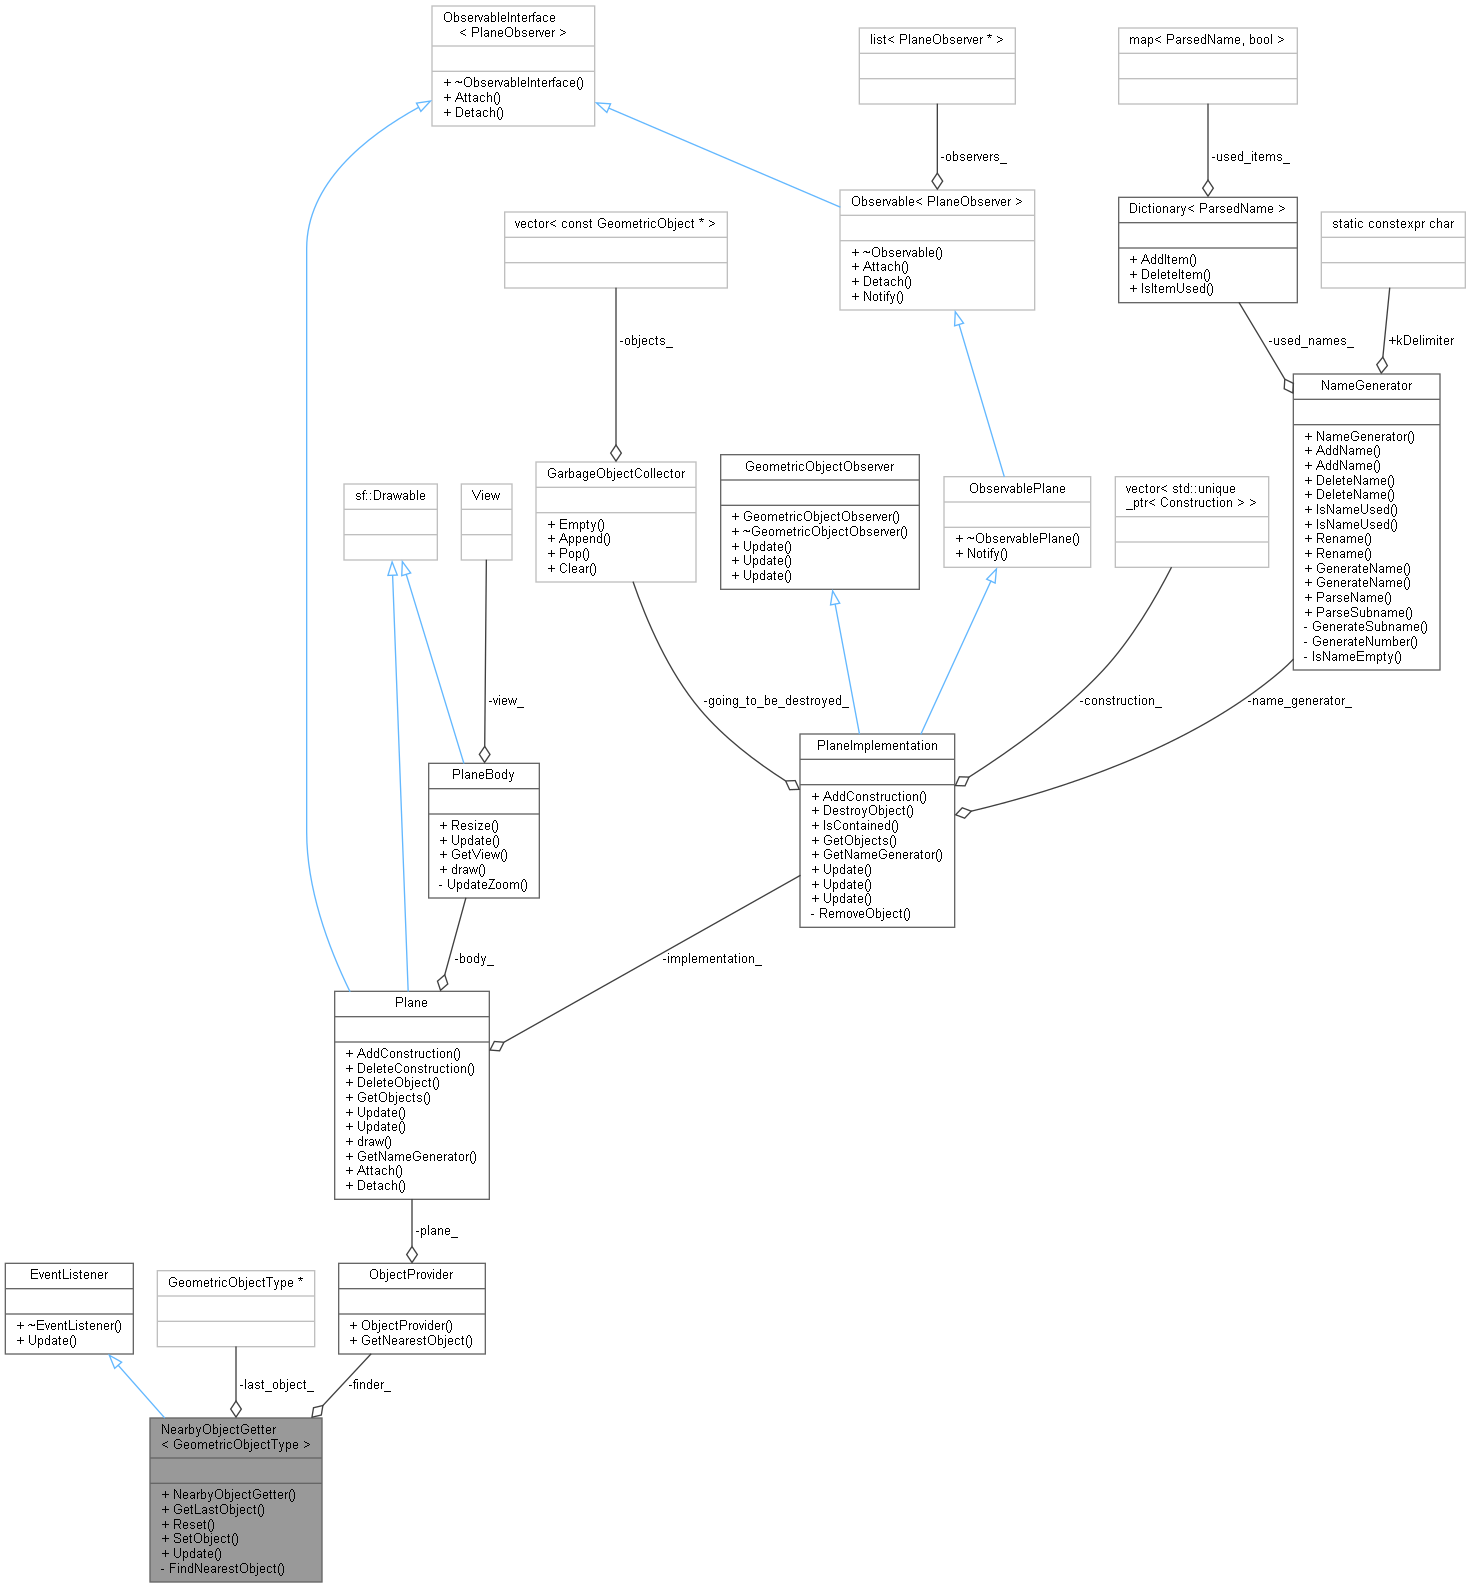 ObservableInterface
< PlaneObserver >
+ ~ObservableInterface()
+ Attach()
+ Detach()
list< PlaneObserver * >
map< ParsedName, bool >
-observers_
-used_items_
Observable< PlaneObserver >
+ ~Observable()
+ Attach()
+ Detach()
+ Notify()
Dictionary< ParsedName >
+ AddItem()
+ DeleteItem()
+ IsItemUsed()
vector< const GeometricObject * >
static constexpr char
-objects_
-used_names_
+kDelimiter
NameGenerator
+ NameGenerator()
+ AddName()
+ AddName()
+ DeleteName()
+ DeleteName()
+ IsNameUsed()
+ IsNameUsed()
+ Rename()
+ Rename()
+ GenerateName()
+ GenerateName()
+ ParseName()
+ ParseSubname()
- GenerateSubname()
- GenerateNumber()
- IsNameEmpty()
sf::Drawable
View
GarbageObjectCollector
+ Empty()
+ Append()
+ Pop()
+ Clear()
GeometricObjectObserver
+ GeometricObjectObserver()
+ ~GeometricObjectObserver()
+ Update()
+ Update()
+ Update()
ObservablePlane
+ ~ObservablePlane()
+ Notify()
vector< std::unique
_ptr< Construction > >
-view_
-going_to_be_destroyed_
-construction_
-name_generator_
PlaneBody
+ Resize()
+ Update()
+ GetView()
+ draw()
- UpdateZoom()
PlaneImplementation
+ AddConstruction()
+ DestroyObject()
+ IsContained()
+ GetObjects()
+ GetNameGenerator()
+ Update()
+ Update()
+ Update()
- RemoveObject()
-body_
-implementation_
Plane
+ AddConstruction()
+ DeleteConstruction()
+ DeleteObject()
+ GetObjects()
+ Update()
+ Update()
+ draw()
+ GetNameGenerator()
+ Attach()
+ Detach()
-plane_
EventListener
+ ~EventListener()
+ Update()
GeometricObjectType *
ObjectProvider
+ ObjectProvider()
+ GetNearestObject()
-last_object_
-finder_
NearbyObjectGetter
< GeometricObjectType >
+ NearbyObjectGetter()
+ GetLastObject()
+ Reset()
+ SetObject()
+ Update()
- FindNearestObject()